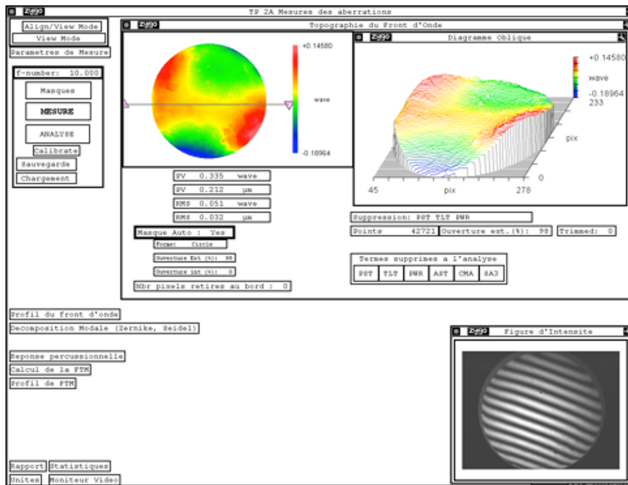 Zygo TP 2A Mesures des aberrations
Align/View Mode
View Mode
Parametres de Mesure
f-number: 10.000
Masques
MESURE
ANALYSE
Calibrate
Sauvegarde
Chargement
Zygo Topographie du Front d'Onde
+0.14580
wave
-0.18964
Zygo Diagramme Oblique
+0.14580
wave
-0.18964
233
pix
0
45 pix 278
PV 0.335 wave
PV 0.212 µm
RMS 0.051 wave
RMS 0.032 µm
Masque Auto : Yes
Forme: Circle
Ouverture Ext (%): 98
Ouverture int (%): 0
Nbr pixels retires au bord : 0
Suppression: PST TLT PWR
Points 42721 Ouverture ext.(%): 98 Trimmed: 0
Termes supprimes a l'analyse
PST TLT PWR AST CMA SA3
Profil du front d'onde
Decomposition Modale (Zernike, Seidel)
Reponse percussionnelle
Calcul de la FTM
Profil de FTM
Rapport Statistiques
Unites Moniteur Video
Zygo Figure d'Intensite